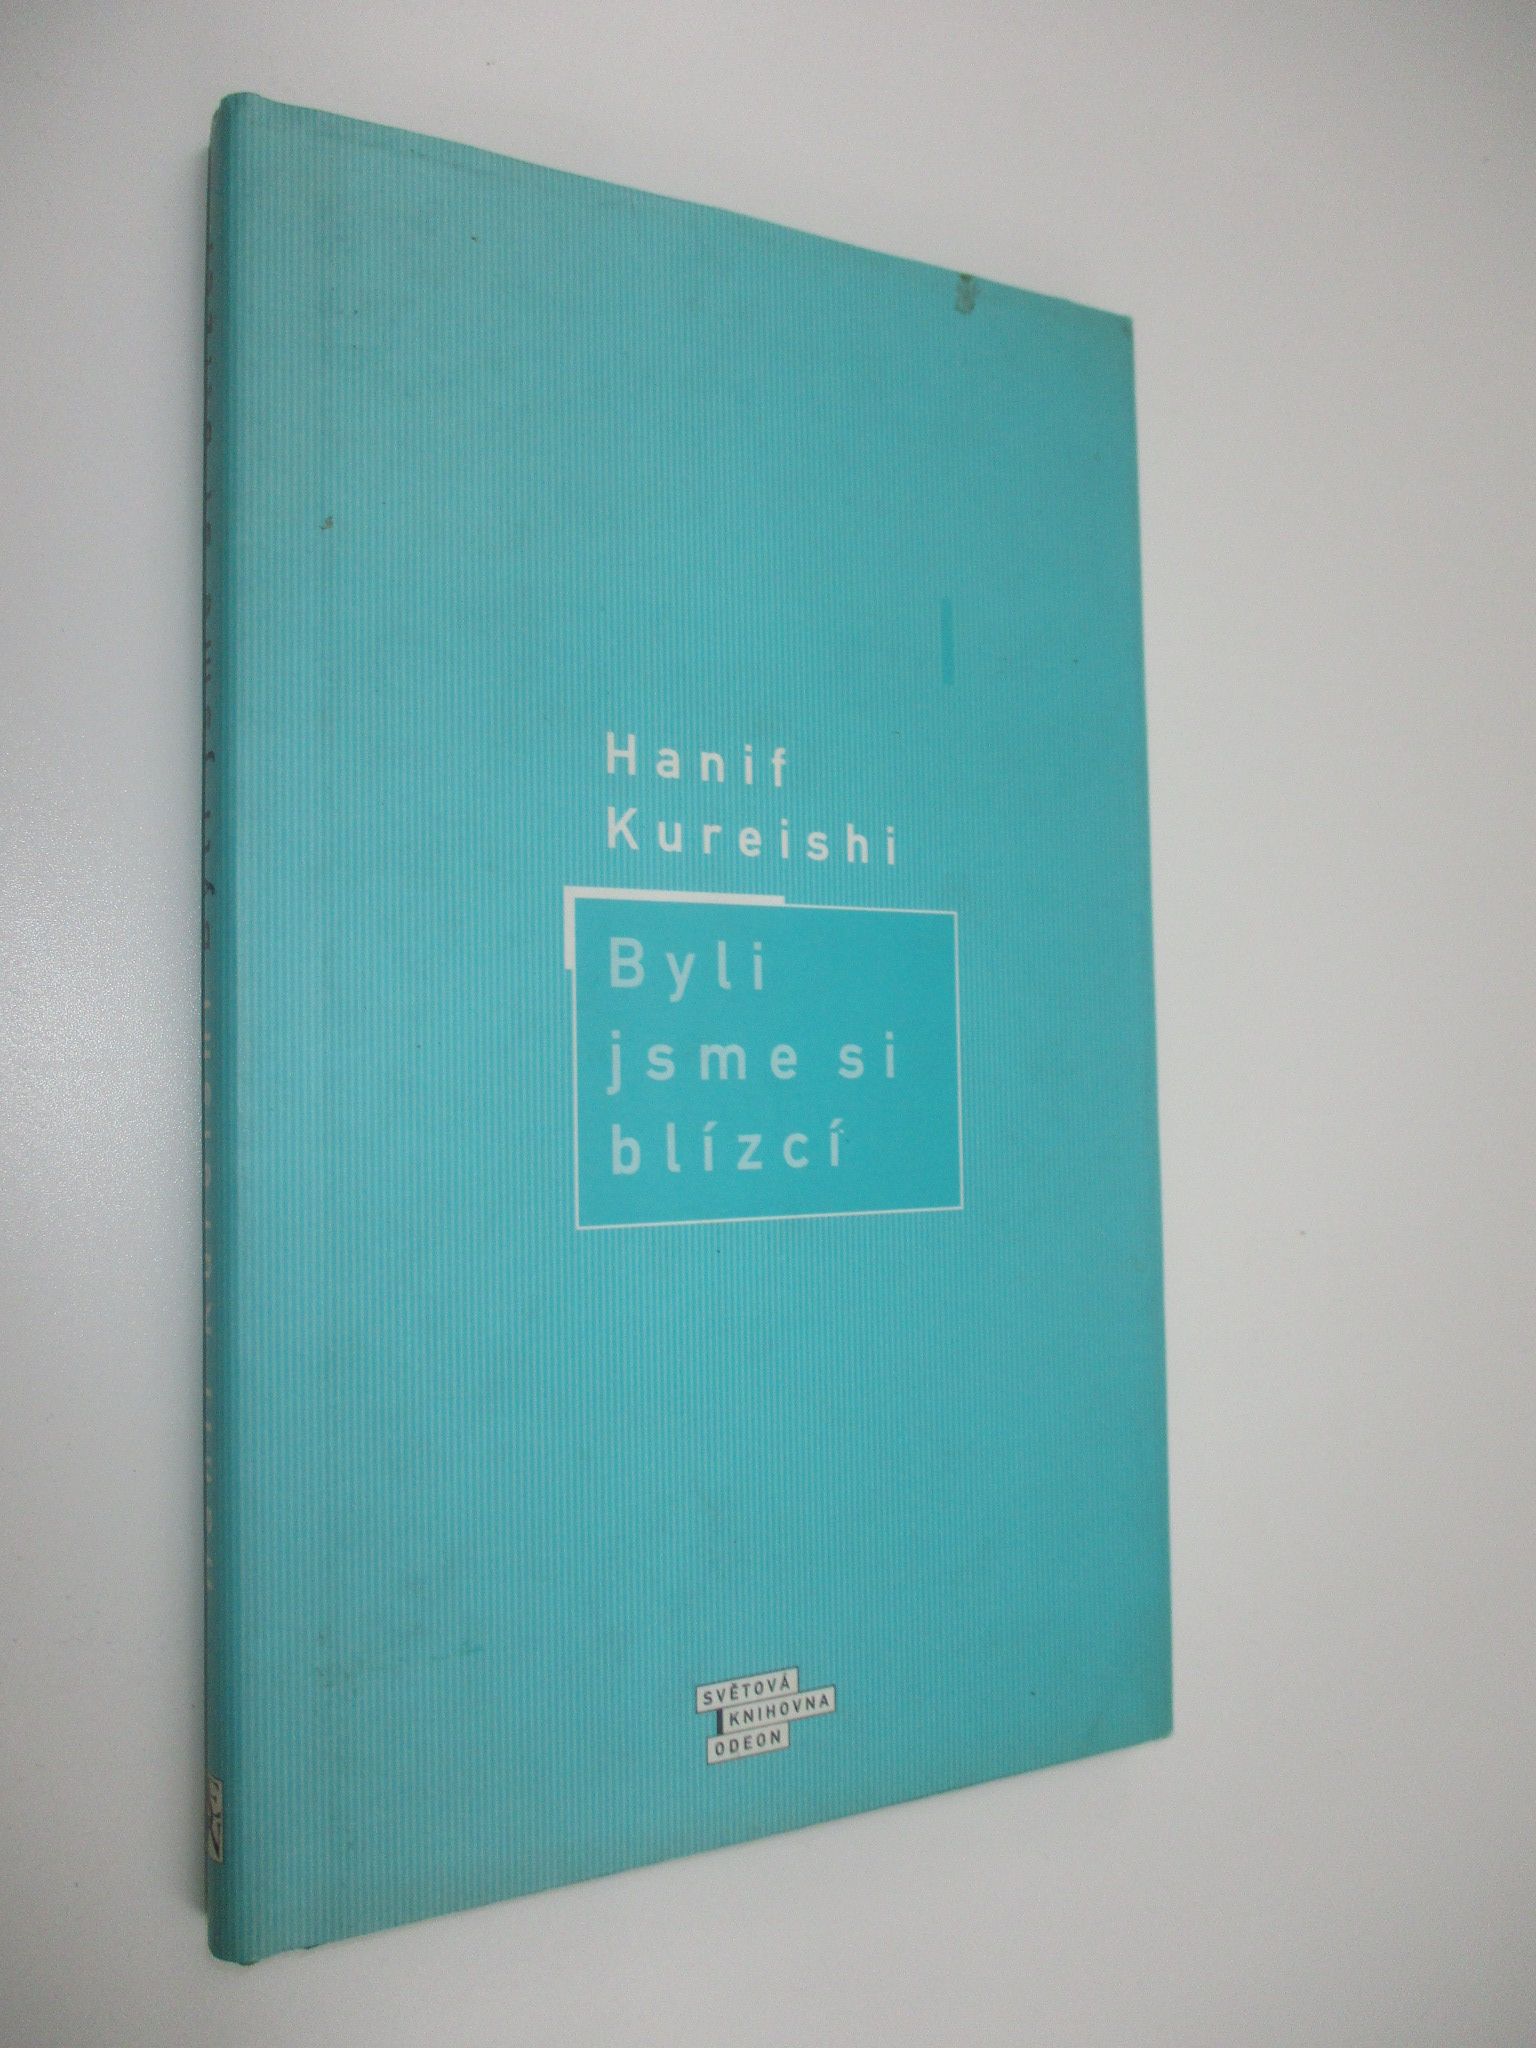 Hanif
Kureishi
Byli
jsme si
blízcí
SVĚTOVÁ
KNIHOVNA
ODEON